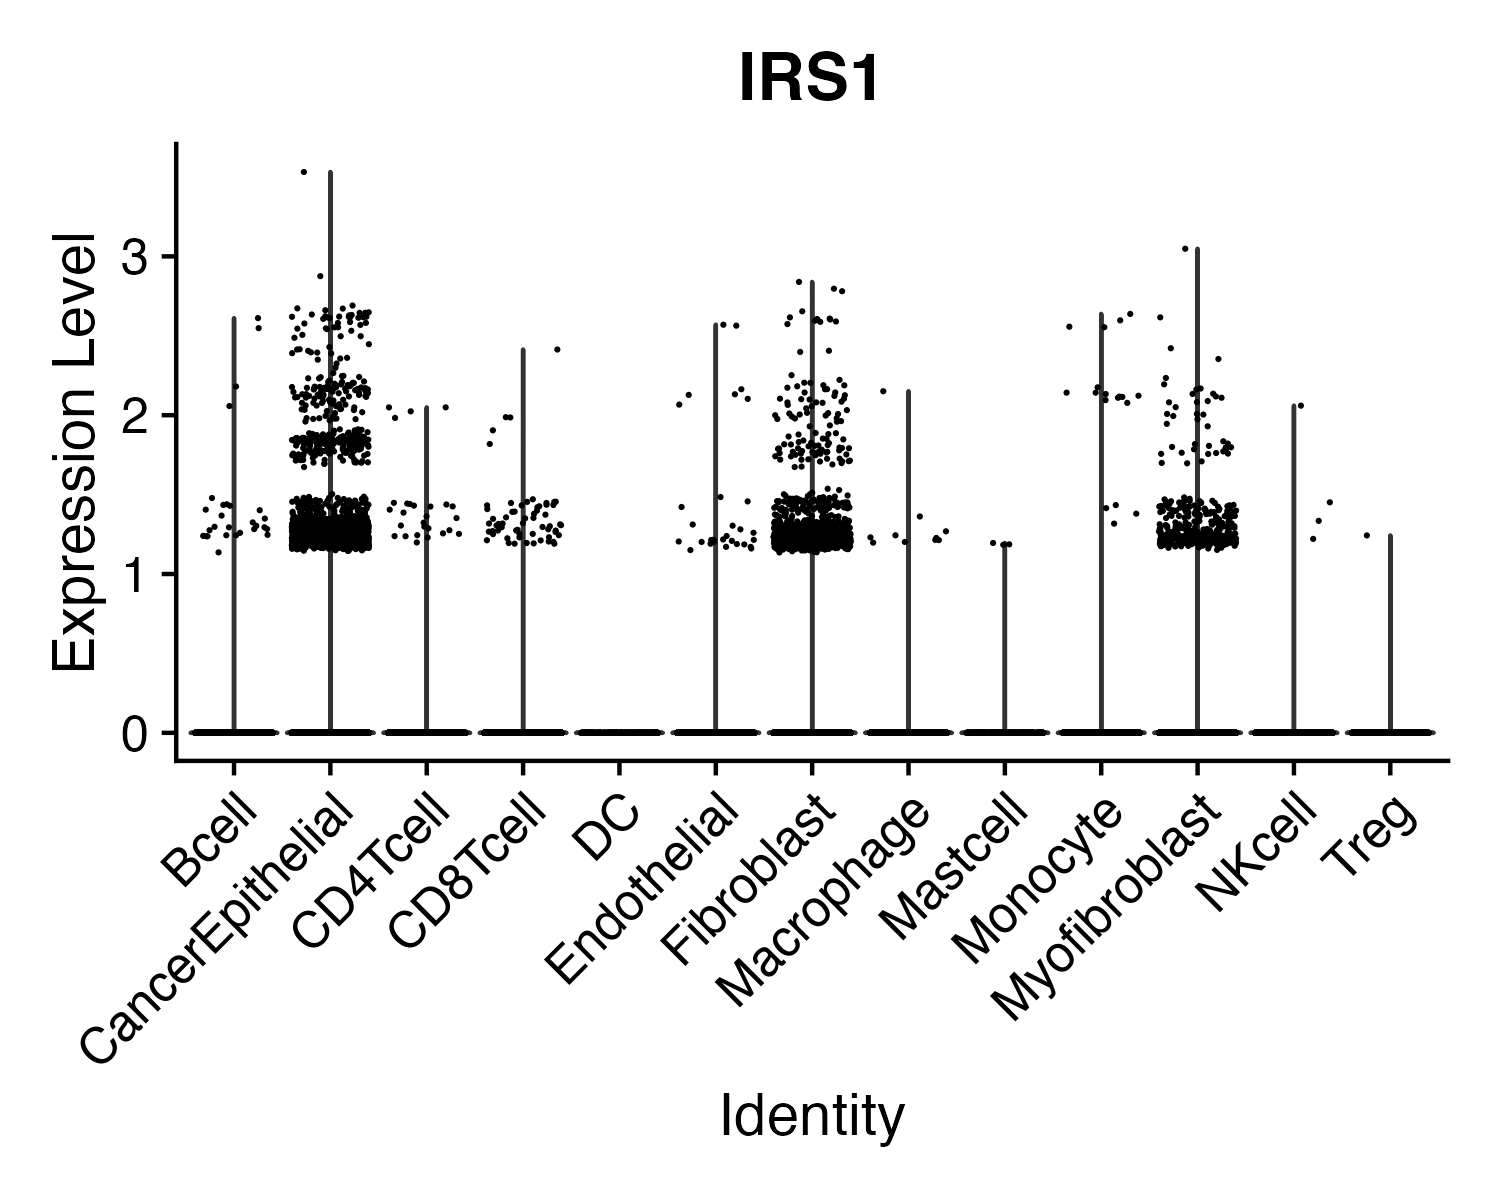 IRS1
Expression Level
3
2
1
0
Bcell
CancerEpithelial
CD4Tcell
CD8Tcell
DC
Endothelial
Fibroblast
Macrophage
Mastcell
Monocyte
Myofibroblast
NKcell
Treg
Identity